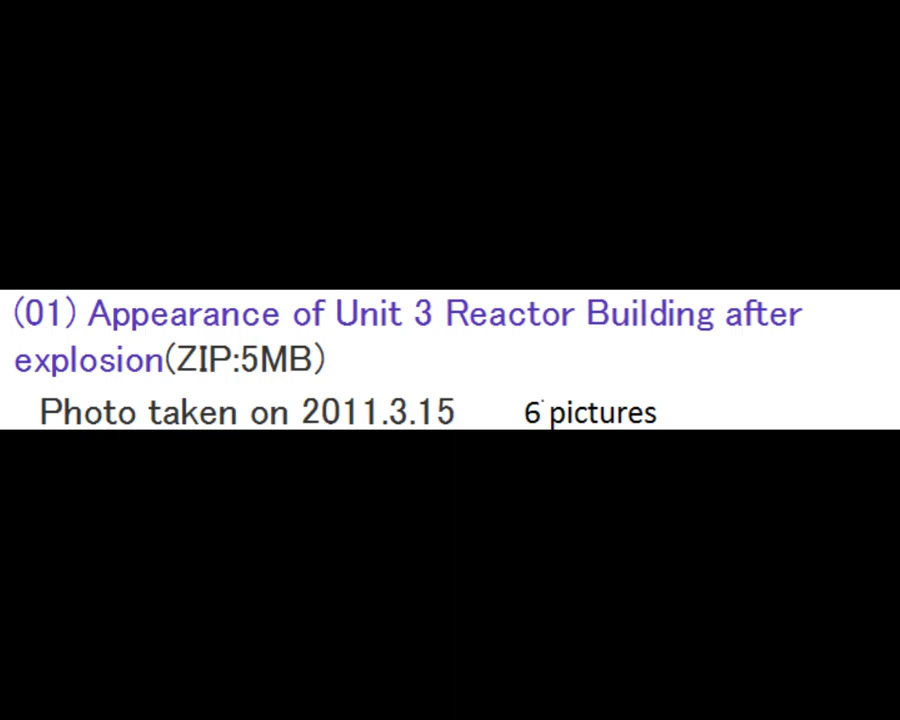 (01) Appearance of Unit 3 Reactor Building after
explosion(ZIP:5MB)
Photo taken on 2011.3.15 6 pictures